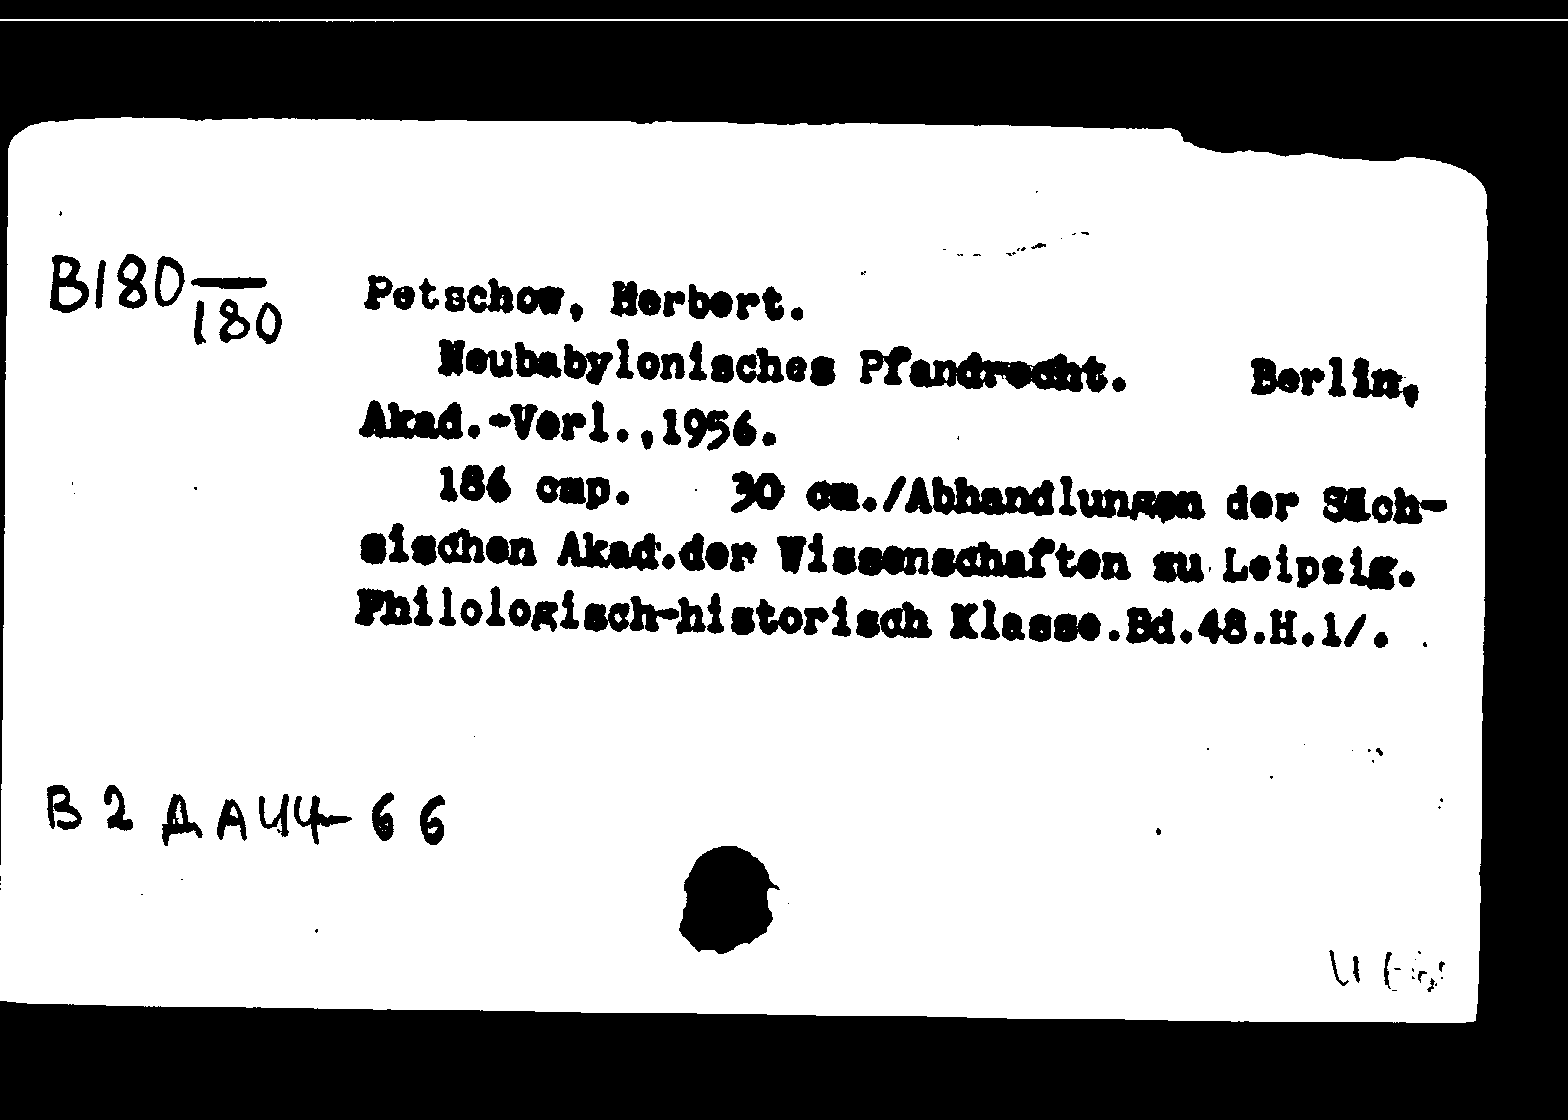 B180 —
180
Petschow, Herbert.
Neubabylonisches Pfandrecht. Berlin,
Akad.-Verl.,1956.
186 стр. 30 см./Abhandlungen der Säch-
sischen Akad.der Wissenschaften zu Leipzig.
Philologisch-historisch Klasse.Bd.48.H.1/.
B 2 Д A 44-66